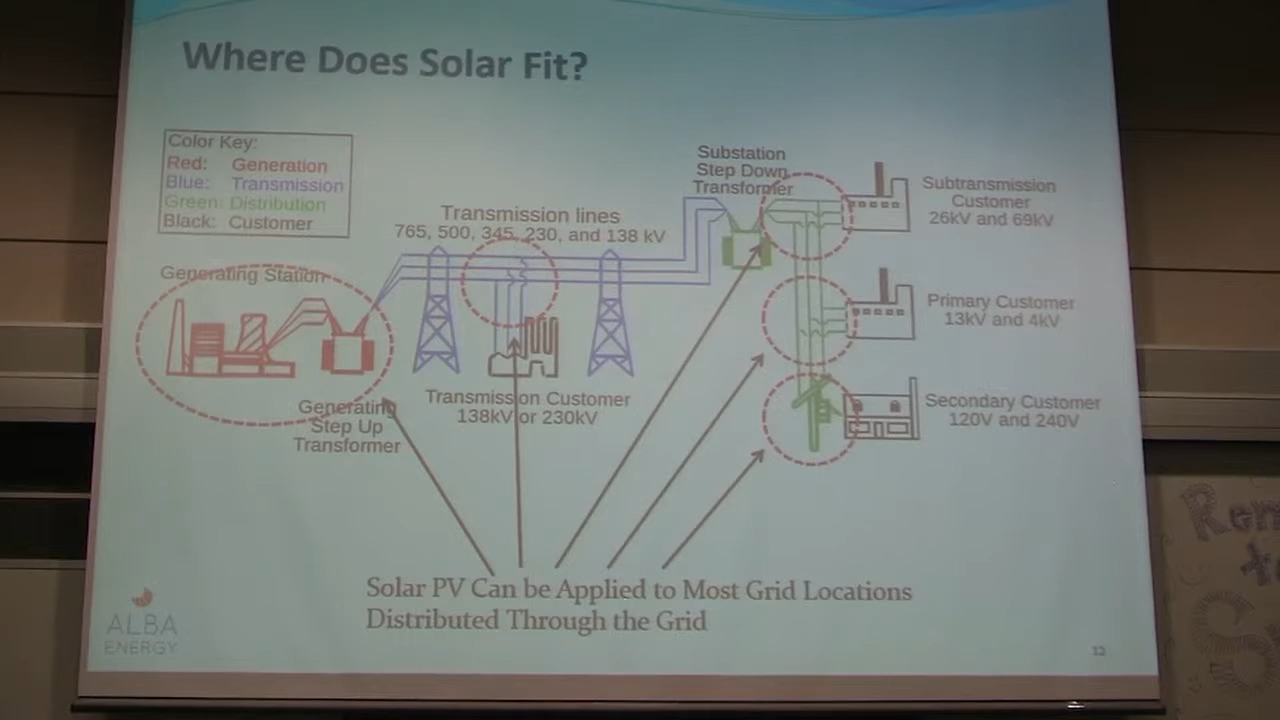 Where Does Solar Fit?
Color Key:
Red: Generation
Blue: Transmission
Green: Distribution
Black: Customer
Generating Station
Generating
Step Up
Transformer
Transmission lines
765, 500, 345, 230, and 138 kV
Transmission Customer
138kV or 230kV
Substation
Step Down
Transformer
Subtransmission
Customer
26kV and 69kV
Primary Customer
13kV and 4kV
Secondary Customer
120V and 240V
Solar PV Can be Applied to Most Grid Locations
Distributed Through the Grid
ALBA
ENERGY
12